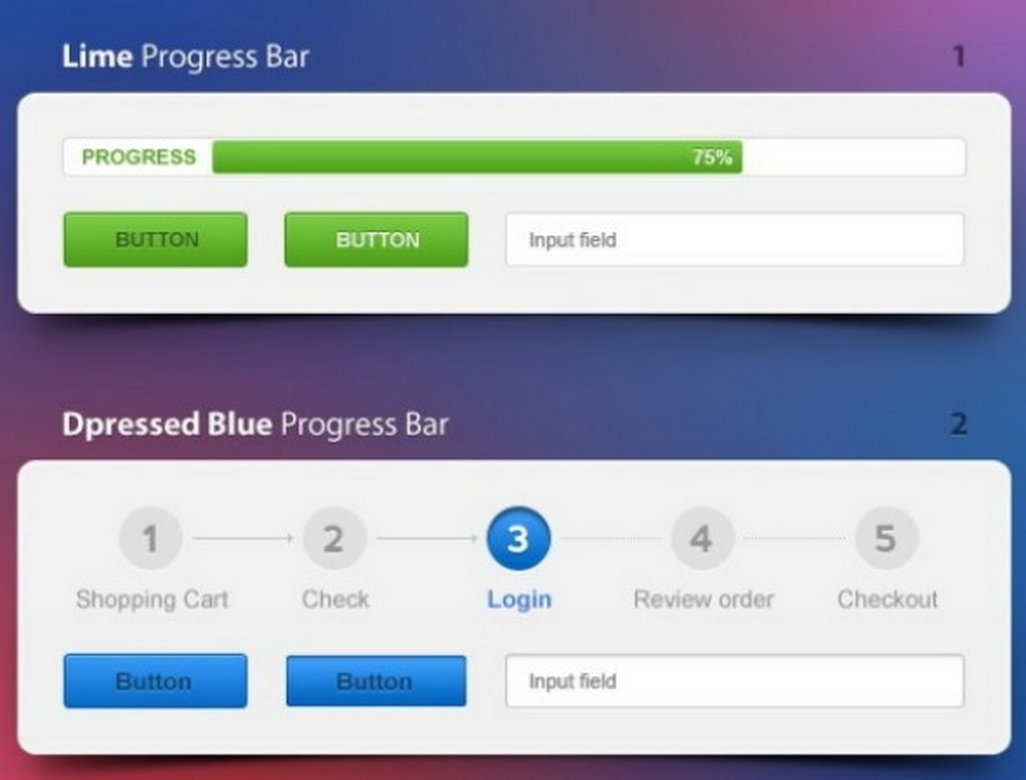 Lime Progress Bar 1
PROGRESS 75%
BUTTON BUTTON Input field
Dpressed Blue Progress Bar 2
1 2 3 4 5
Shopping Cart Check Login Review order Checkout
Button Button Input field